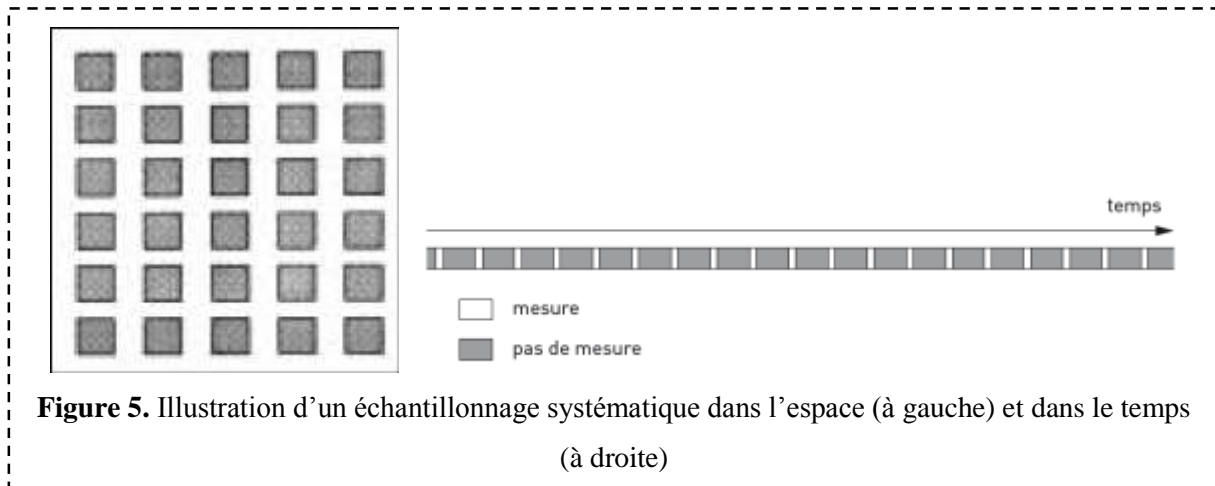 temps
mesure
pas de mesure
Figure 5. Illustration d’un échantillonnage systématique dans l’espace (à gauche) et dans le temps
(à droite)